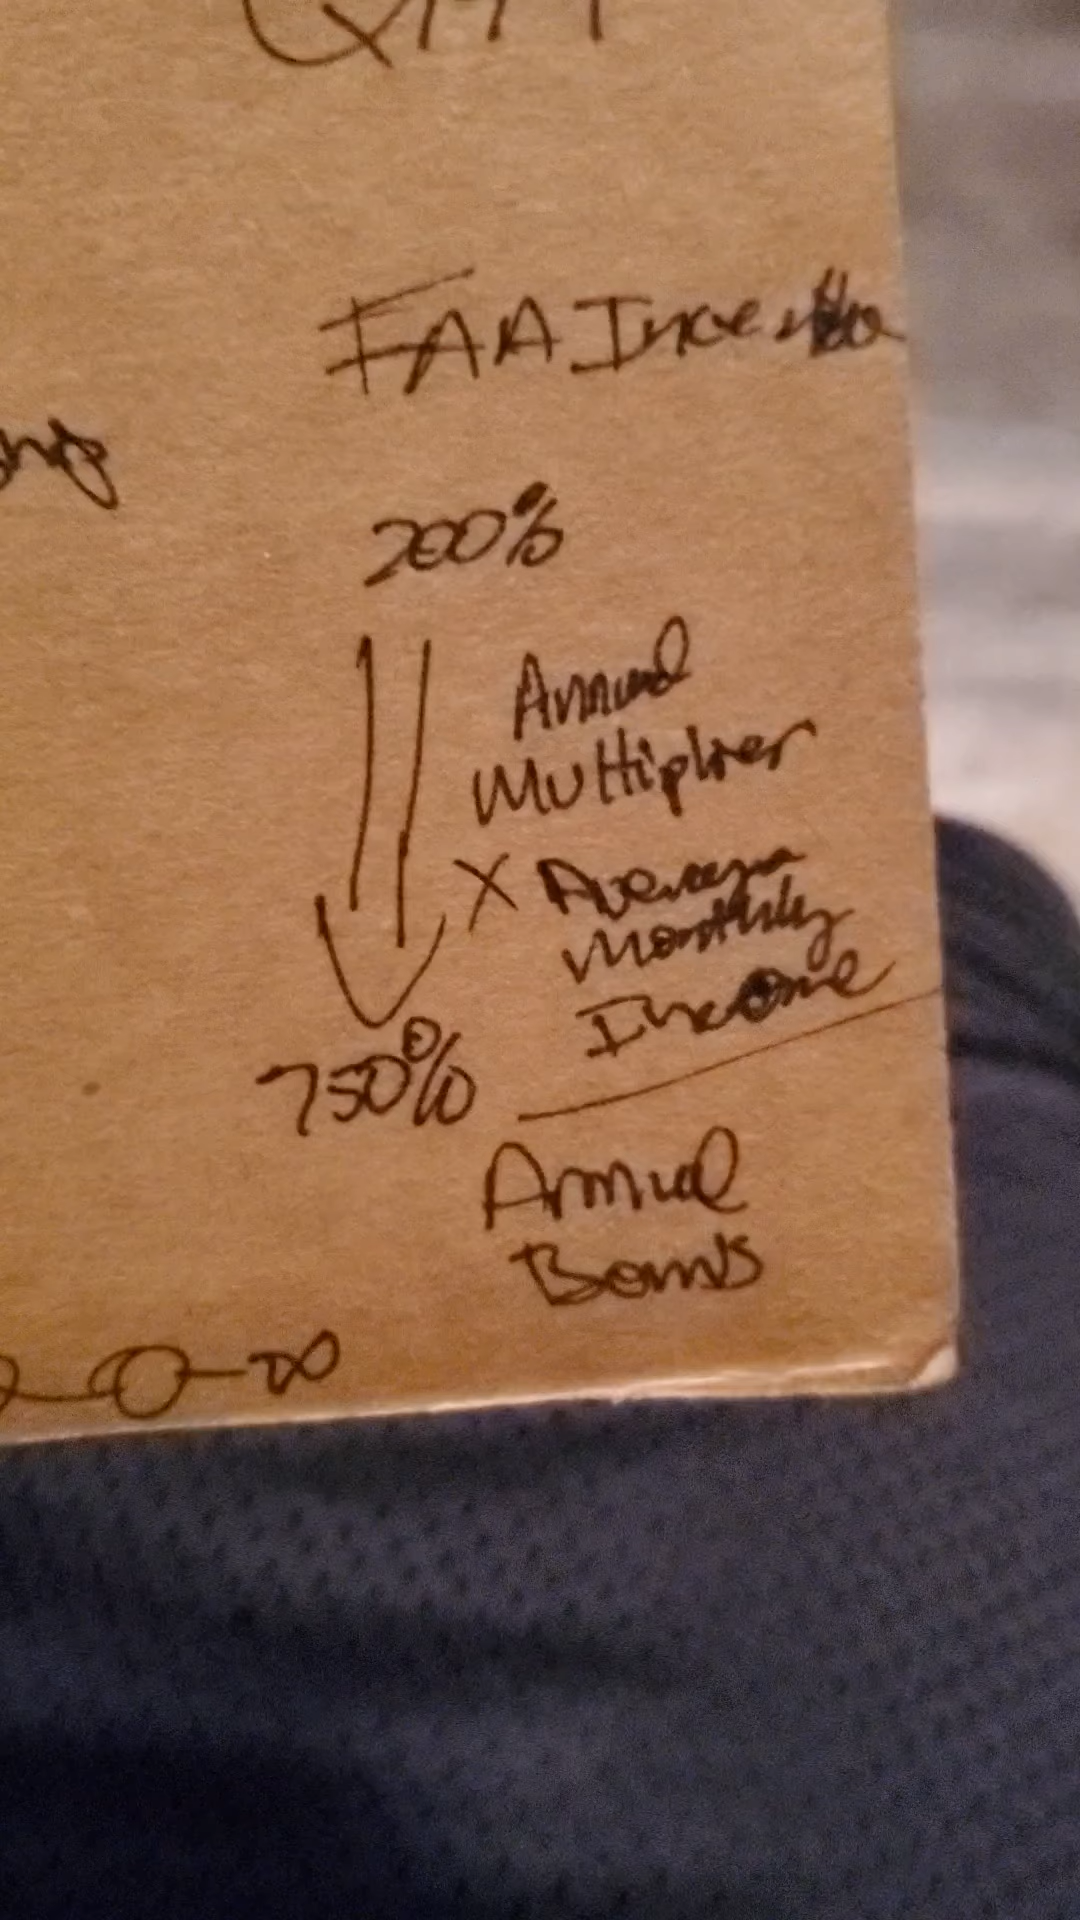 FAA Incentive
200%
Annual
Multiplier
X Average
Monthly
Income
750%
Annual
Bonus